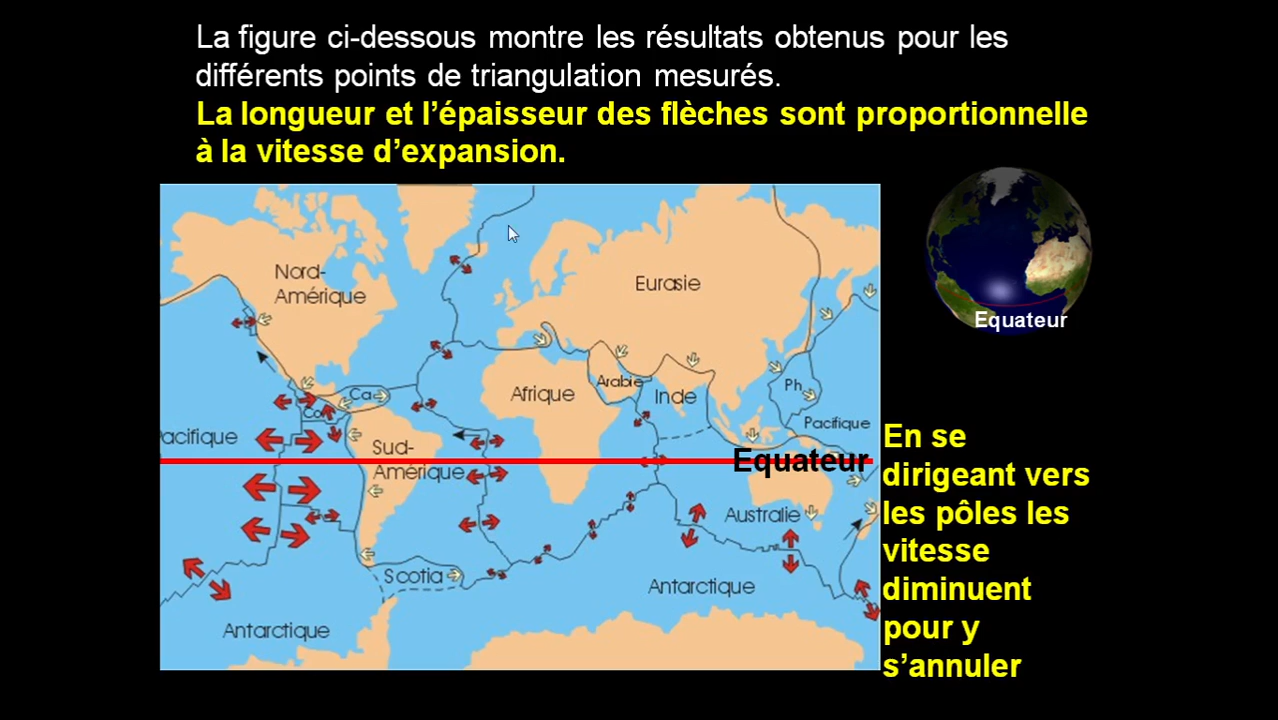 La figure ci-dessous montre les résultats obtenus pour les
différents points de triangulation mesurés.
La longueur et l'épaisseur des flèches sont proportionnelle
à la vitesse d'expansion.
Nord-
Amérique
Eurasie
Equateur
Afrique
Arabie
Inde
Ph
Ca
Co
Pacifique
acifique
Sud-
Amérique
Equateur
Australie
Scotia
Antarctique
Antarctique
En se
dirigeant vers
les pôles les
vitesse
diminuent
pour y
s'annuler